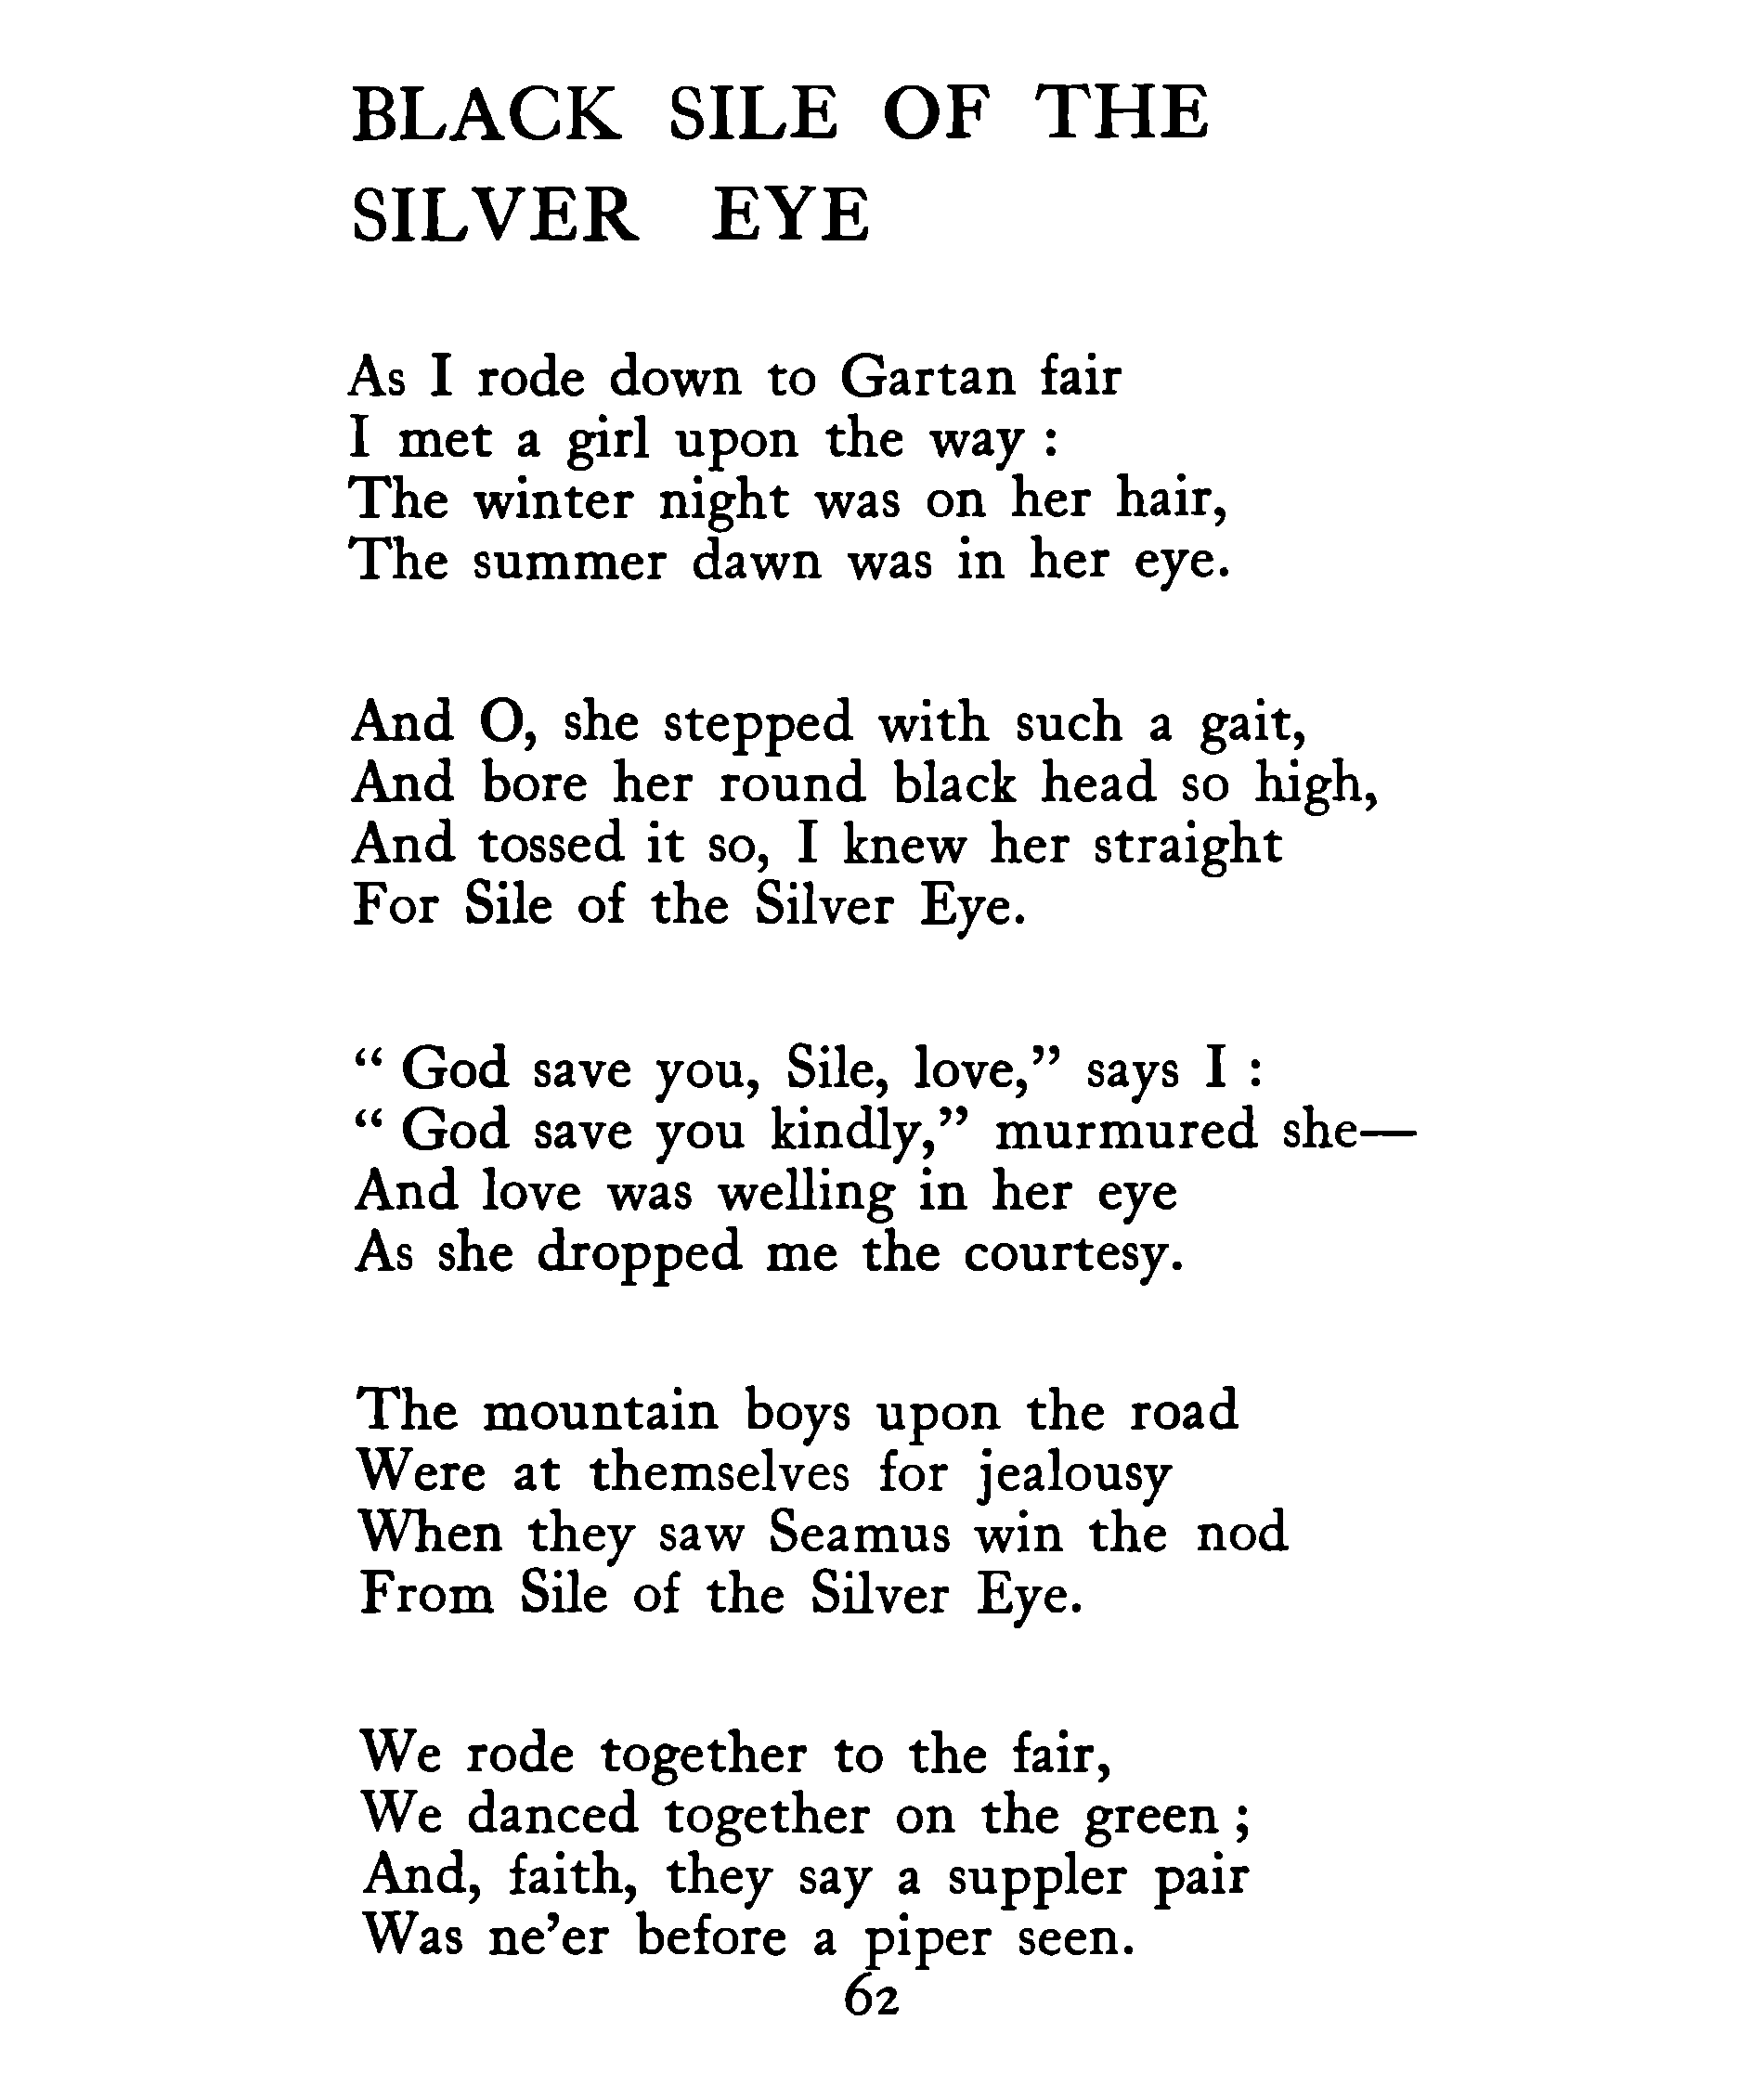 BLACK SILE OF THE
SILVER EYE
As I rode down to Gartan fair
I met a girl upon the way :
The winter night was on her hair,
The summer dawn was in her eye.
And O, she stepped with such a gait,
And bore her round black head so high,
And tossed it so, I knew her straight
For Sile of the Silver Eye.
“ God save you, Sile, love,” says I :
“ God save you kindly,” murmured she—
And love was welling in her eye
As she dropped me the courtesy.
The mountain boys upon the road
Were at themselves for jealousy
When they saw Seamus win the nod
From Sile of the Silver Eye.
We rode together to the fair,
We danced together on the green ;
And, faith, they say a suppler pair
Was ne’er before a piper seen.
62